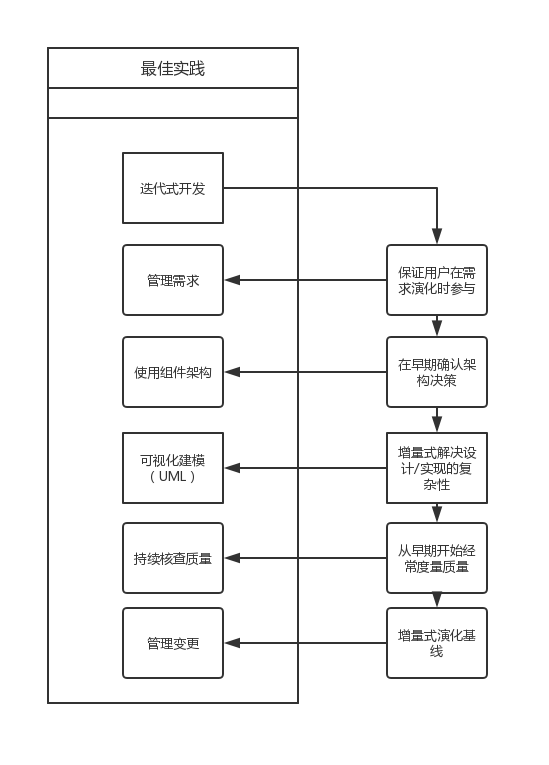 最佳实践
迭代式开发
管理需求
保证用户在需
求演化时参与
使用组件架构
在早期确认架
构决策
可视化建模
（UML）
增量式解决设
计/实现的复
杂性
持续核查质量
从早期开始经
常度量质量
管理变更
增量式演化基
线